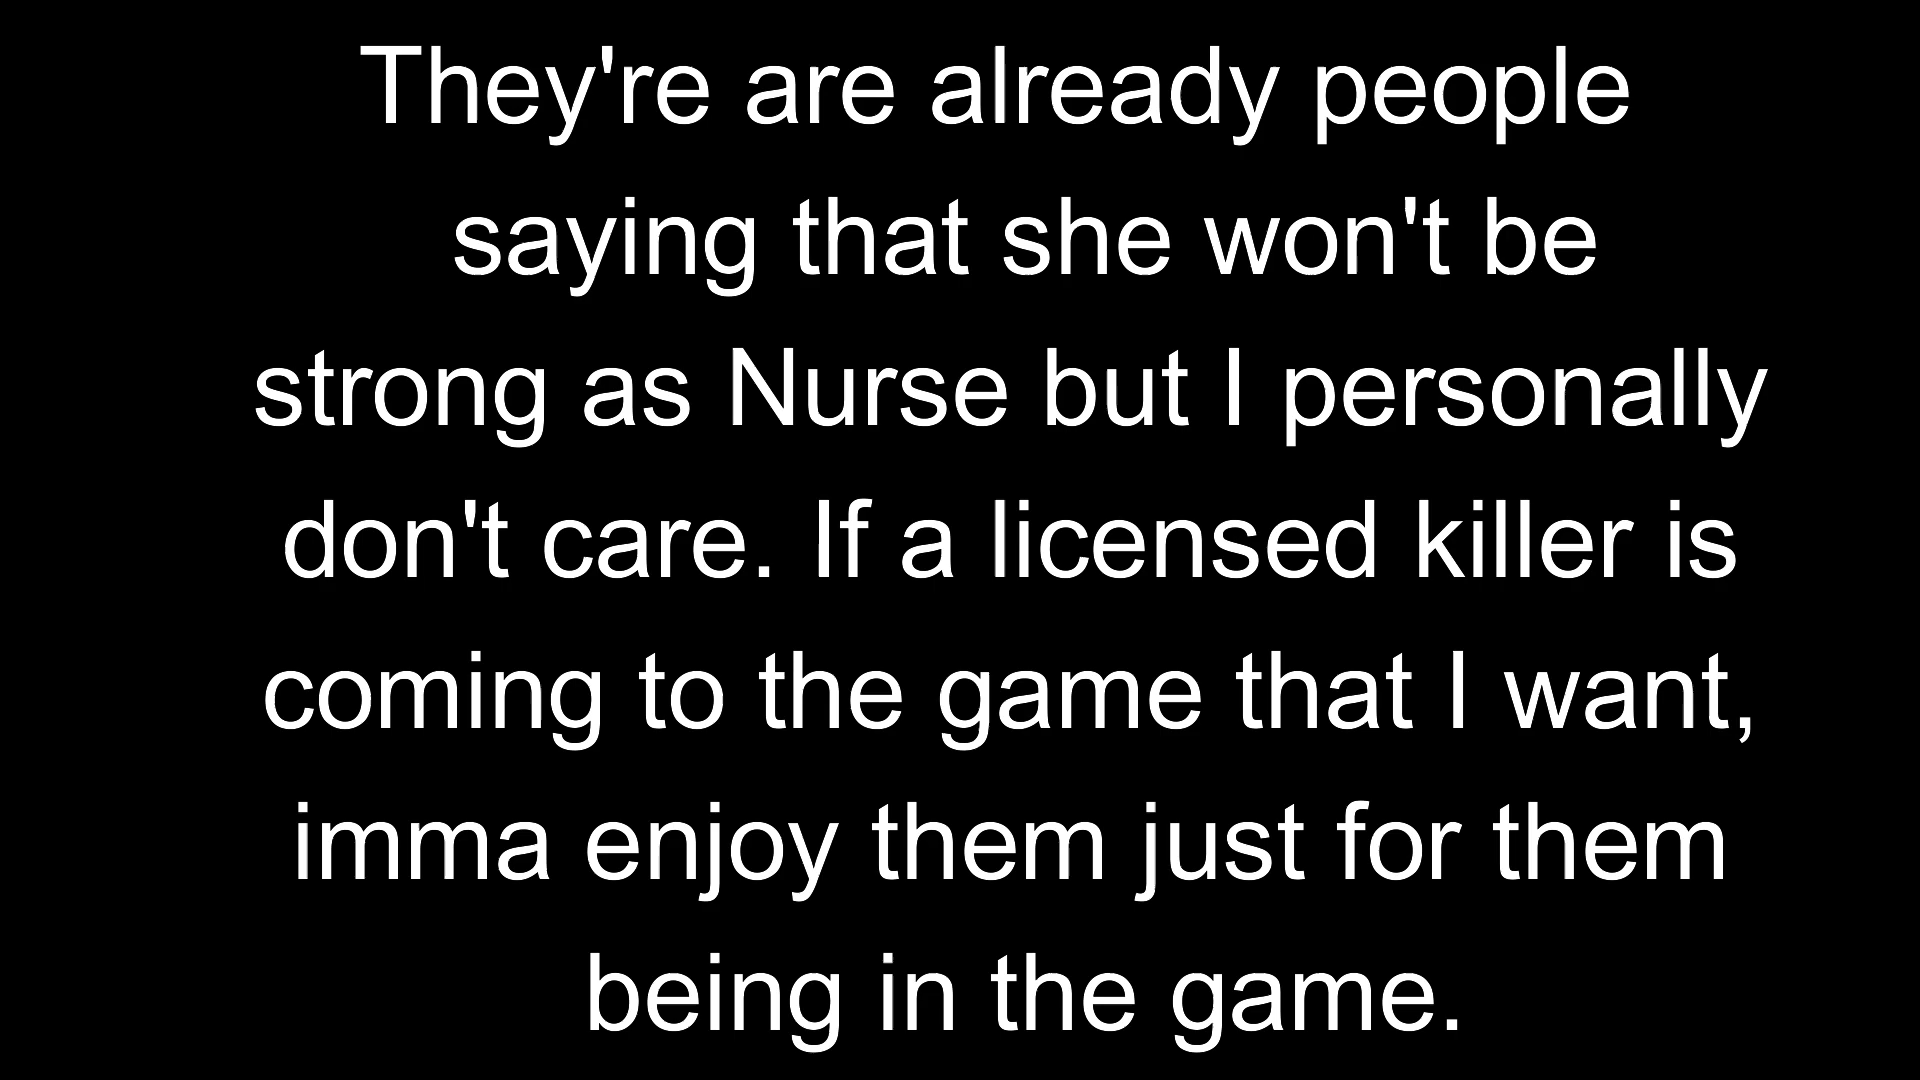 They're are already people
saying that she won't be
strong as Nurse but I personally
don't care. If a licensed killer is
coming to the game that I want,
imma enjoy them just for them
being in the game.